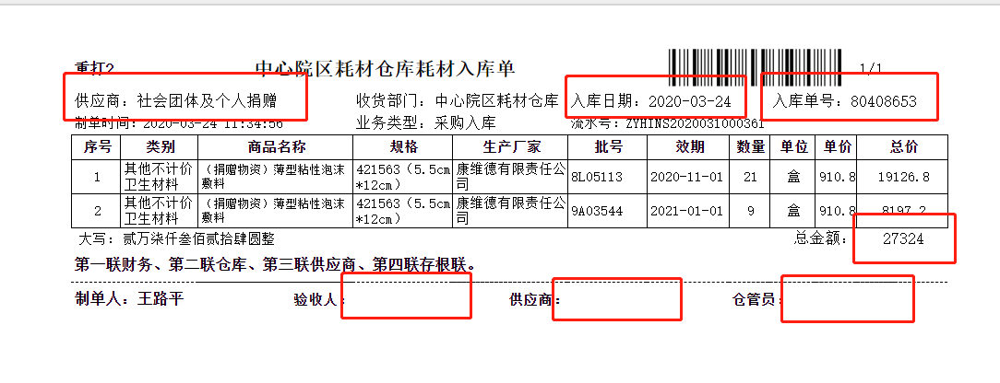 重打2 中心院区耗材仓库耗材入库单 1/1
供应商：社会团体及个人捐赠 收货部门：中心院区耗材仓库 入库日期：2020-03-24 入库单号：80408653
制单时间：2020-03-24 11:34:56 业务类型：采购入库 流水号：ZYHINS2020031000361
序号 类别 商品名称 规格 生产厂家 批号 效期 数量 单位 单价 总价
1 其他不计价卫生材料 （捐赠物资）薄型粘性泡沫敷料 421563（5.5cm*12cm） 康维德有限责任公司 8L05113 2020-11-01 21 盒 910.8 19126.8
2 其他不计价卫生材料 （捐赠物资）薄型粘性泡沫敷料 421563（5.5cm*12cm） 康维德有限责任公司 9A03544 2021-01-01 9 盒 910.8 8197.2
大写：贰万柒仟叁佰贰拾肆圆整 总金额： 27324
第一联财务、第二联仓库、第三联供应商、第四联存根联。
制单人：王路平 验收人： 供应商： 仓管员：